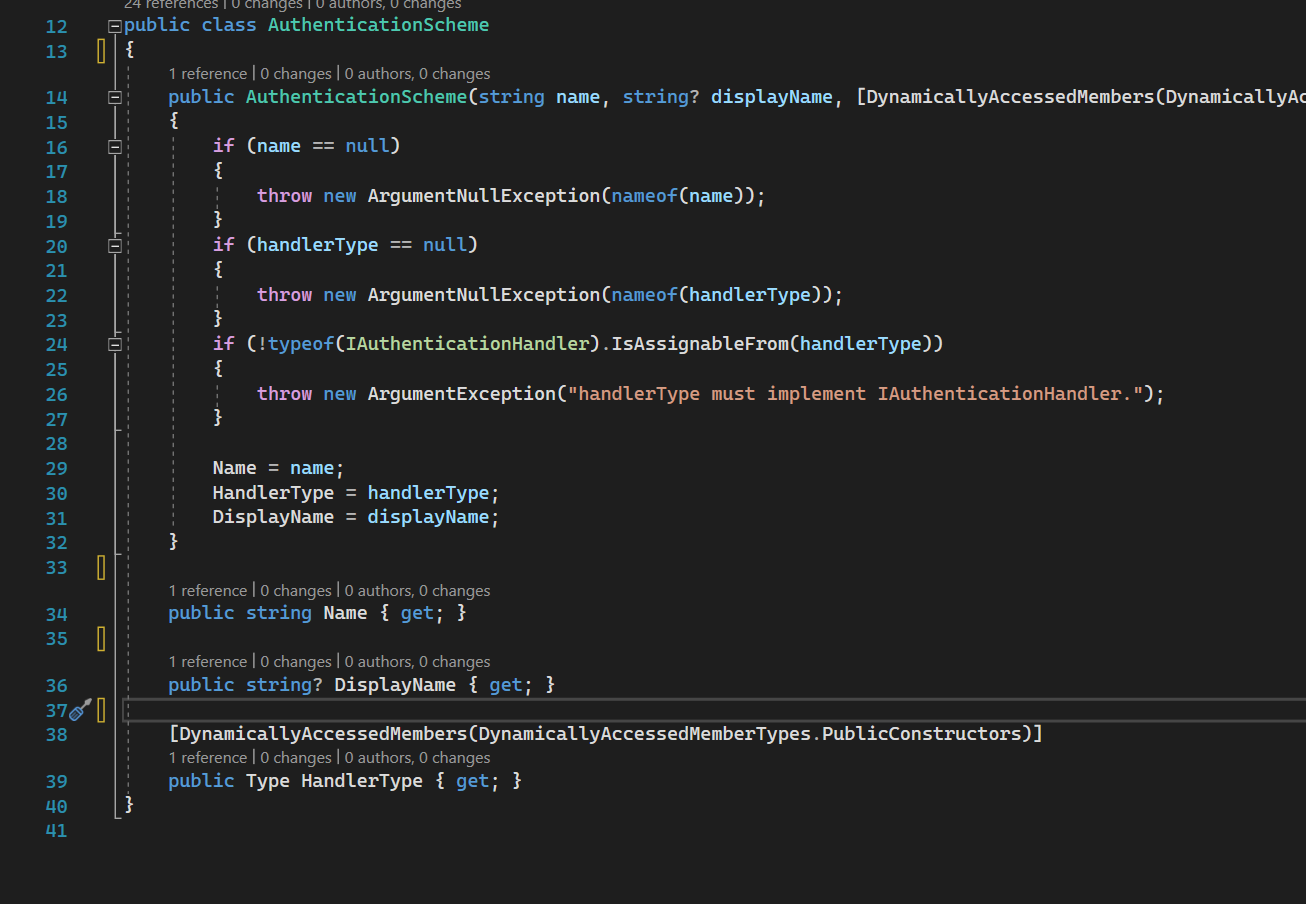 24 references | 0 changes | 0 authors, 0 changes
12 public class AuthenticationScheme
13 {
1 reference | 0 changes | 0 authors, 0 changes
14 public AuthenticationScheme(string name, string? displayName, [DynamicallyAccessedMembers(DynamicallyAc
15 {
16 if (name == null)
17 {
18 throw new ArgumentNullException(nameof(name));
19 }
20 if (handlerType == null)
21 {
22 throw new ArgumentNullException(nameof(handlerType));
23 }
24 if (!typeof(IAuthenticationHandler).IsAssignableFrom(handlerType))
25 {
26 throw new ArgumentException("handlerType must implement IAuthenticationHandler.");
27 }
28
29 Name = name;
30 HandlerType = handlerType;
31 DisplayName = displayName;
32 }
33
1 reference | 0 changes | 0 authors, 0 changes
34 public string Name { get; }
35
1 reference | 0 changes | 0 authors, 0 changes
36 public string? DisplayName { get; }
37
38 [DynamicallyAccessedMembers(DynamicallyAccessedMemberTypes.PublicConstructors)]
1 reference | 0 changes | 0 authors, 0 changes
39 public Type HandlerType { get; }
40 }
41